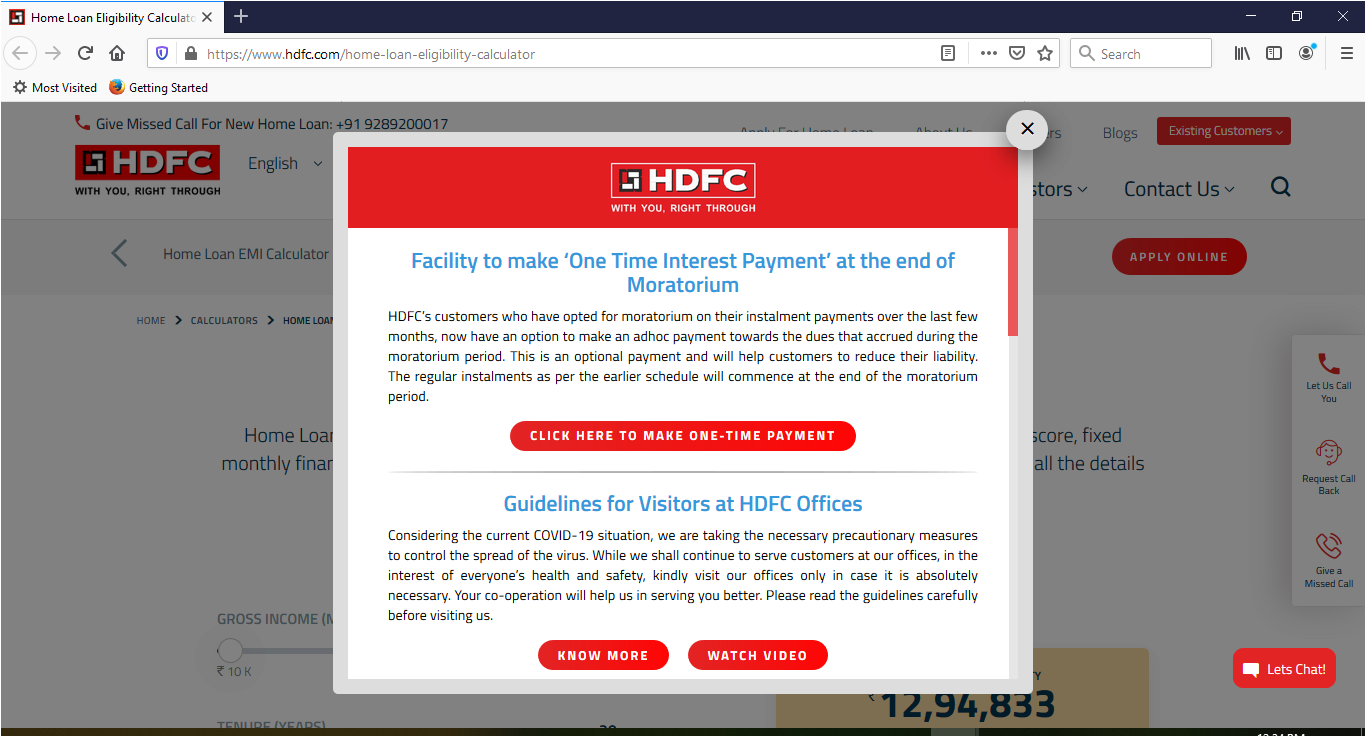 Home Loan Eligibility Calculato
https://www.hdfc.com/home-loan-eligibility-calculator
Search
Most Visited
Getting Started
Give Missed Call For New Home Loan: +91 9289200017
Apply For Home Loan
About Us
ers
Blogs
Existing Customers
HDFC
WITH YOU, RIGHT THROUGH
English
stors
Contact Us
Home Loan EMI Calculator
APPLY ONLINE
HOME
CALCULATORS
HOME LOAN
HDFC
WITH YOU, RIGHT THROUGH
Facility to make ‘One Time Interest Payment’ at the end of
Moratorium
HDFC’s customers who have opted for moratorium on their instalment payments over the last few
months, now have an option to make an adhoc payment towards the dues that accrued during the
moratorium period. This is an optional payment and will help customers to reduce their liability.
The regular instalments as per the earlier schedule will commence at the end of the moratorium
period.
CLICK HERE TO MAKE ONE-TIME PAYMENT
Guidelines for Visitors at HDFC Offices
Considering the current COVID-19 situation, we are taking the necessary precautionary measures
to control the spread of the virus. While we shall continue to serve customers at our offices, in the
interest of everyone’s health and safety, kindly visit our offices only in case it is absolutely
necessary. Your co-operation will help us in serving you better. Please read the guidelines carefully
before visiting us.
KNOW MORE
WATCH VIDEO
Home Loan
score, fixed
monthly finan
all the details
Let Us Call
You
Request Call
Back
Give a
Missed Call
GROSS INCOME (M
₹ 10 K
TENURE (YEARS)
TY
₹ 12,94,833
Lets Chat!